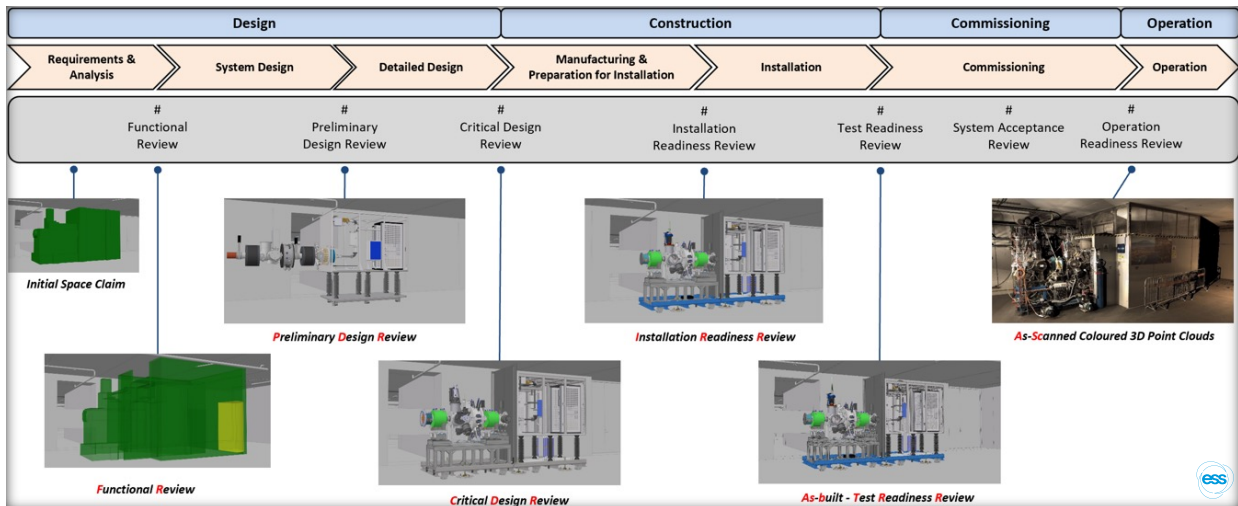 Design
Construction
Commissioning
Operation
Requirements &
Analysis
System Design
Detailed Design
Manufacturing &
Preparation for Installation
Installation
Commissioning
Operation
#
Functional
Review
#
Preliminary
Design Review
#
Critical Design
Review
#
Installation
Readiness Review
#
Test Readiness
Review
#
System Acceptance
Review
#
Operation
Readiness Review
Initial Space Claim
Preliminary Design Review
Installation Readiness Review
As-Scanned Coloured 3D Point Clouds
Functional Review
Critical Design Review
As-built - Test Readiness Review
ess